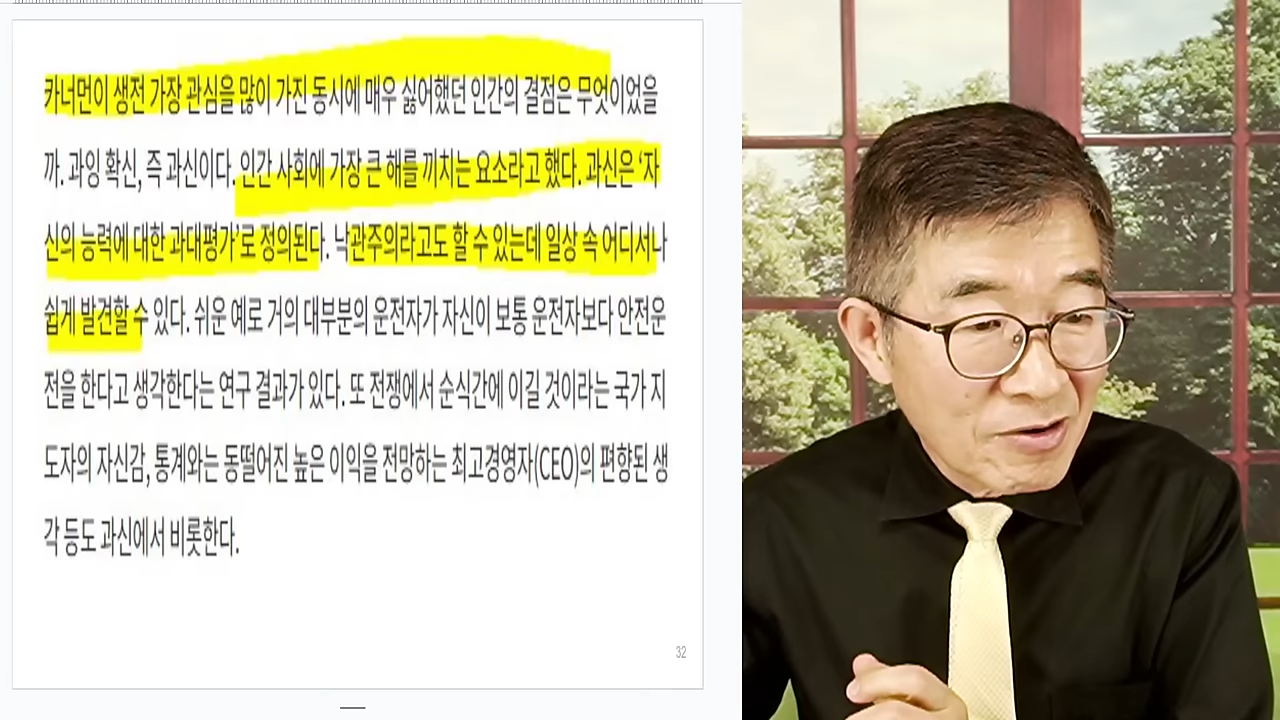 카너먼이 생전 가장 관심을 많이 가진 동시에 매우 싫어했던 인간의 결점은 무엇이었을
까. 과잉 확신, 즉 과신이다. 인간 사회에 가장 큰 해를 끼치는 요소라고 했다. 과신은 ‘자
신의 능력에 대한 과대평가’로 정의된다. 낙관주의라고도 할 수 있는데 일상 속 어디서나
쉽게 발견할 수 있다. 쉬운 예로 거의 대부분의 운전자가 자신이 보통 운전자보다 안전운
전을 한다고 생각한다는 연구 결과가 있다. 또 전쟁에서 순식간에 이길 것이라는 국가 지
도자의 자신감, 통계와는 동떨어진 높은 이익을 전망하는 최고경영자(CEO)의 편향된 생
각 등도 과신에서 비롯한다.
32